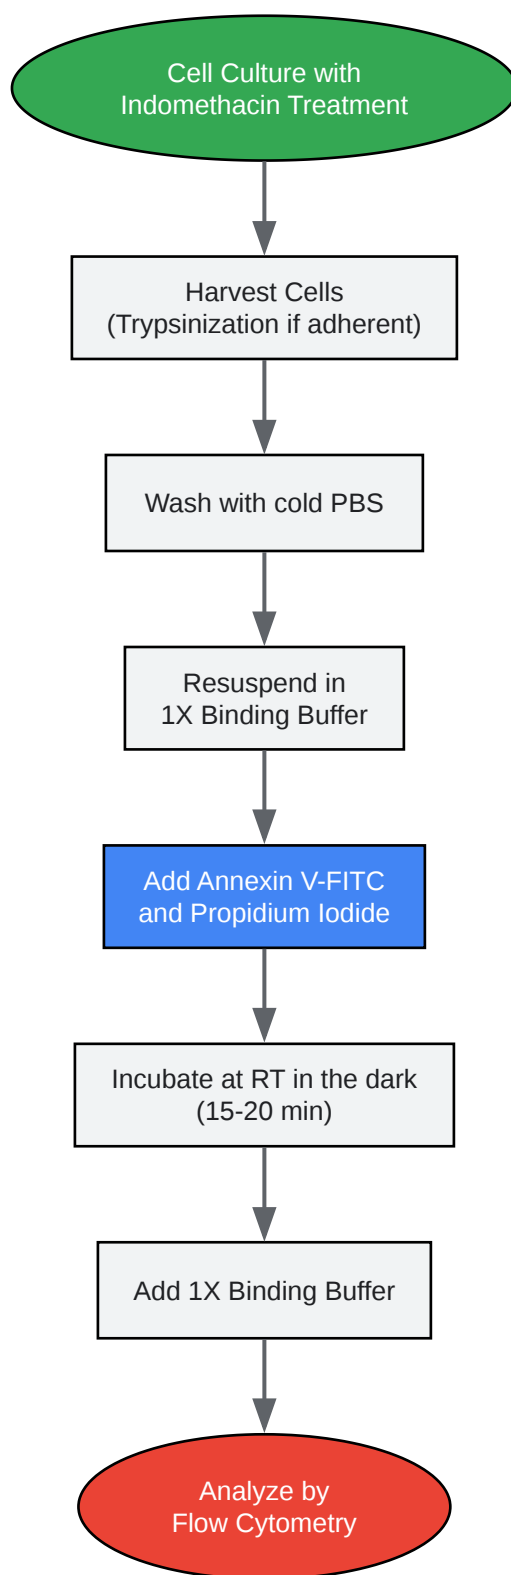 Cell Culture with
Indomethacin Treatment
Harvest Cells
(Trypsinization if adherent)
Wash with cold PBS
Resuspend in
1X Binding Buffer
Add Annexin V-FITC
and Propidium Iodide
Incubate at RT in the dark
(15-20 min)
Add 1X Binding Buffer
Analyze by
Flow Cytometry